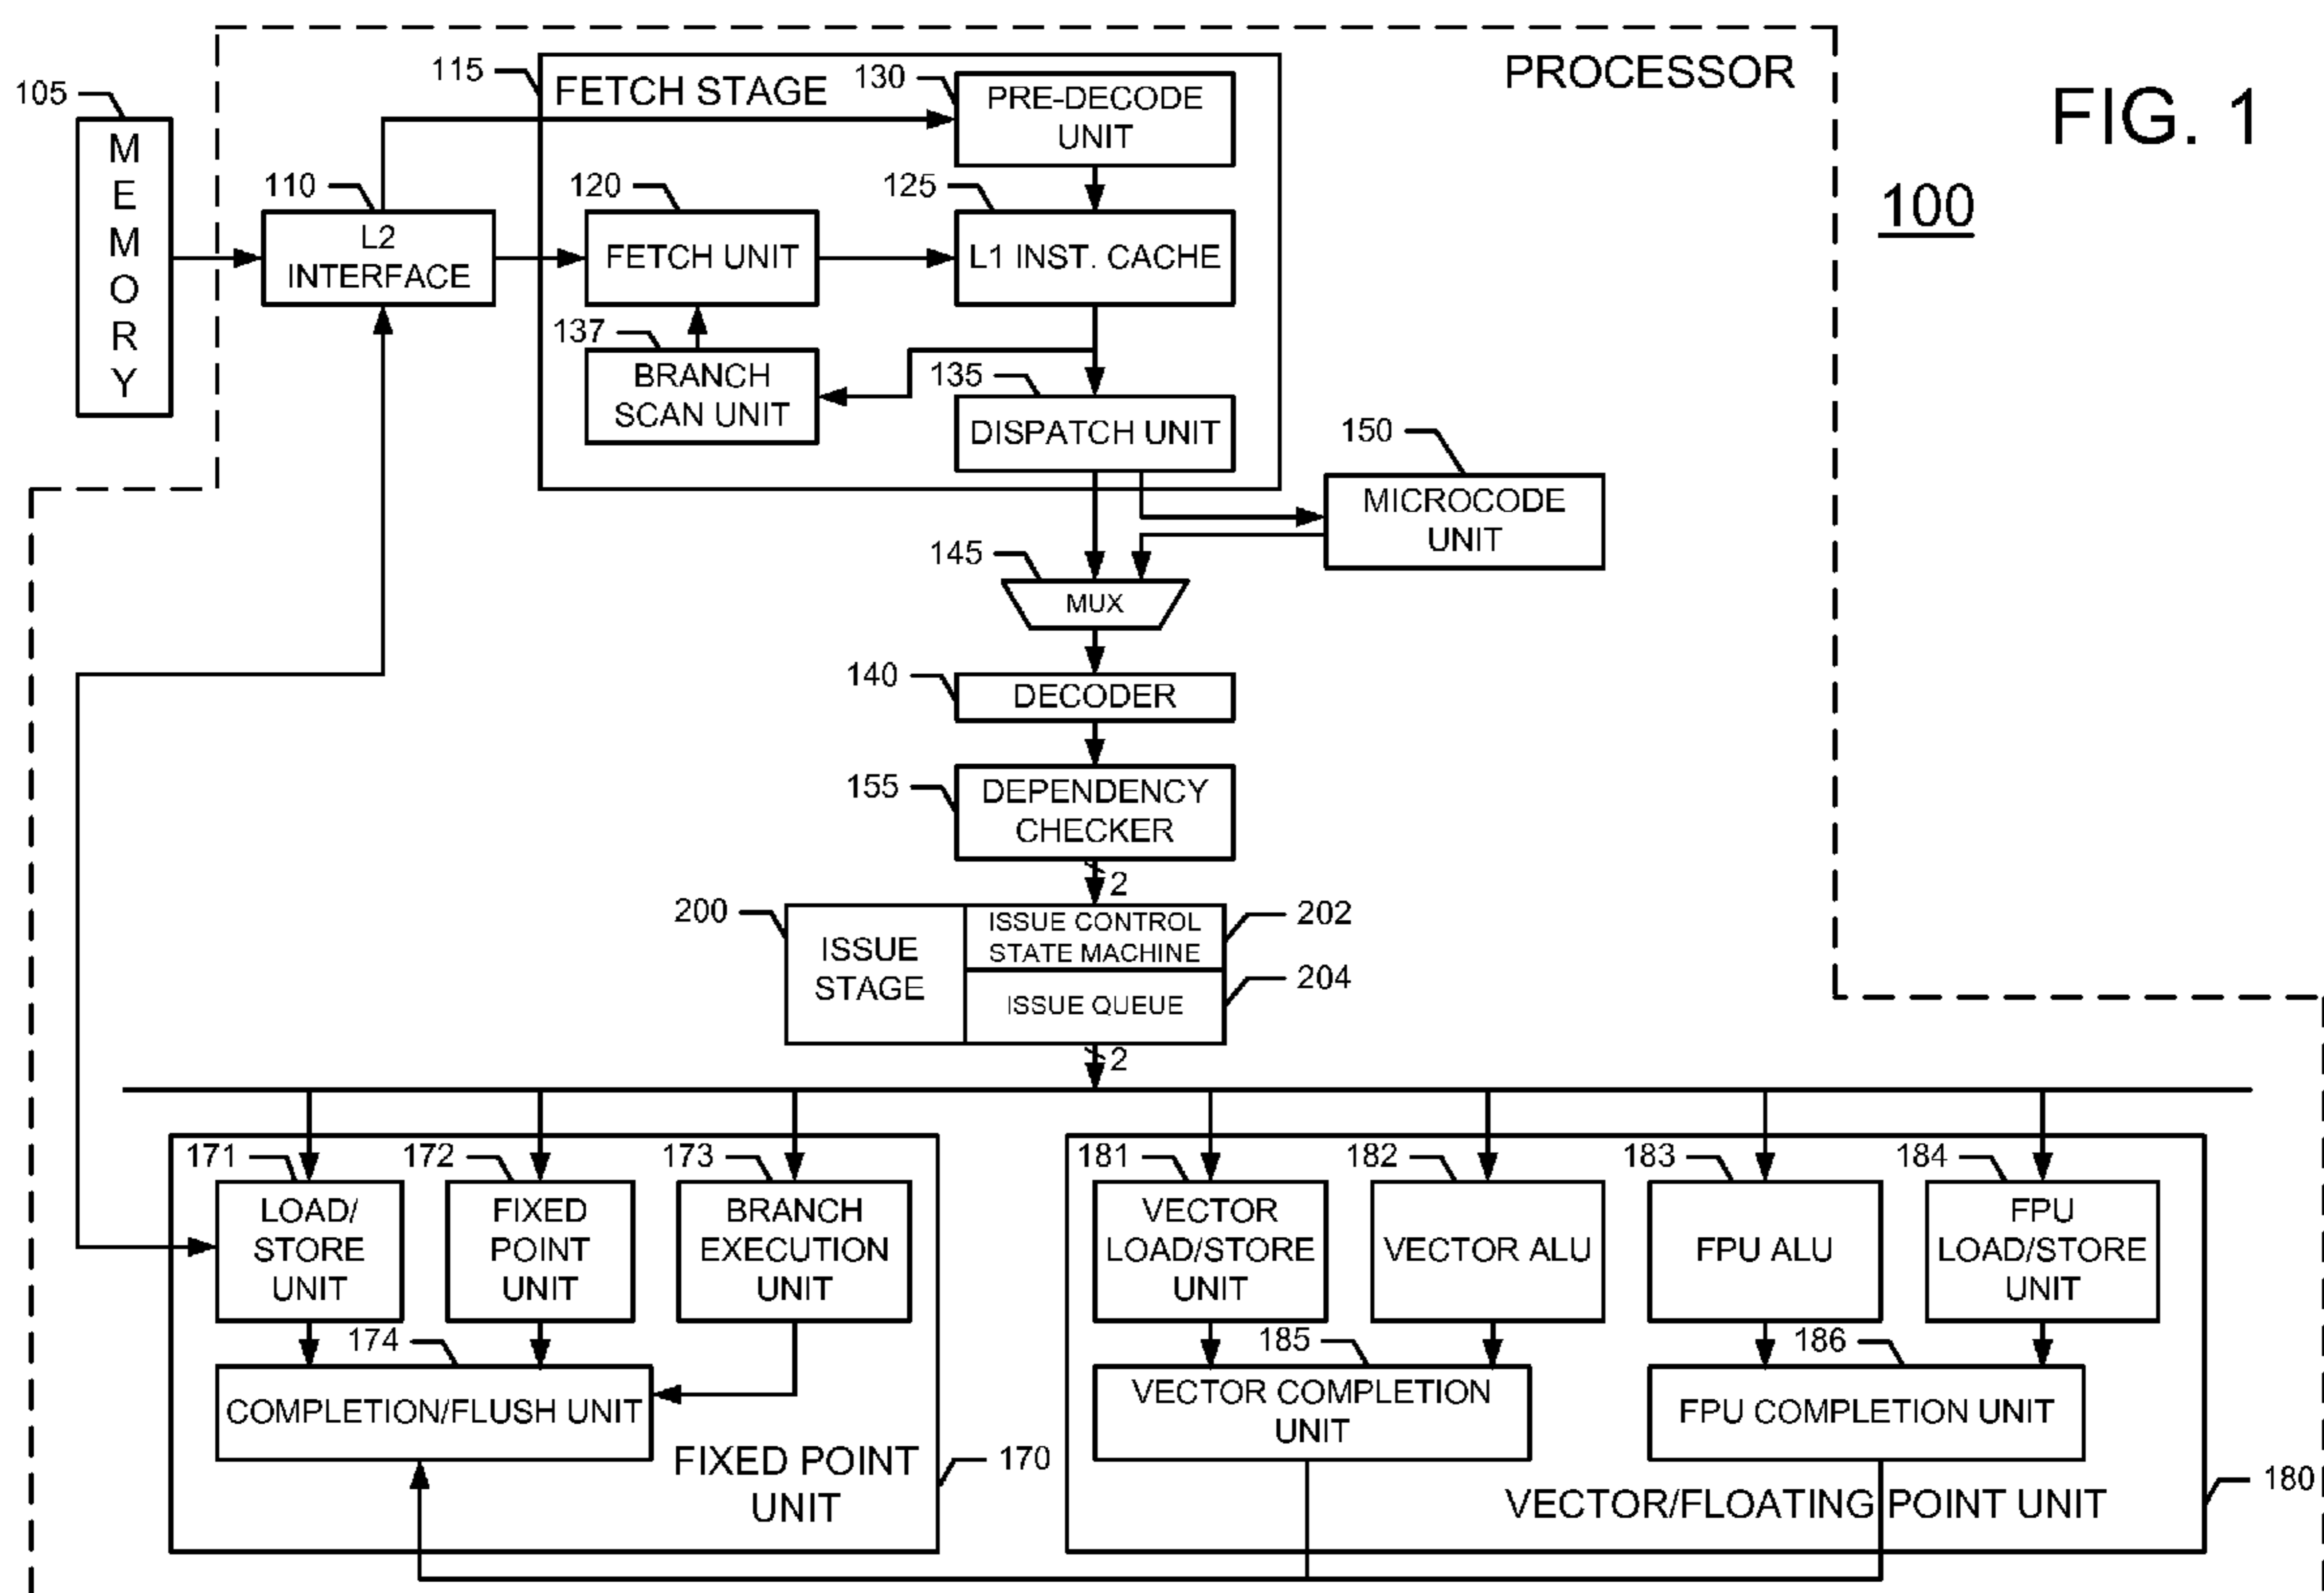 PROCESSOR
FIG. 1
100
105
M
E
M
O
R
Y
115
FETCH STAGE
130
PRE-DECODE
UNIT
110
L2
INTERFACE
120
FETCH UNIT
125
L1 INST. CACHE
137
BRANCH
SCAN UNIT
135
DISPATCH UNIT
150
MICROCODE
UNIT
145
MUX
140
DECODER
155
DEPENDENCY
CHECKER
2
200
ISSUE
STAGE
ISSUE CONTROL
STATE MACHINE
202
ISSUE QUEUE
204
2
171
LOAD/
STORE
UNIT
172
FIXED
POINT
UNIT
173
BRANCH
EXECUTION
UNIT
174
COMPLETION/FLUSH UNIT
FIXED POINT
UNIT
170
181
VECTOR
LOAD/STORE
UNIT
182
VECTOR ALU
183
FPU ALU
184
FPU
LOAD/STORE
UNIT
185
VECTOR COMPLETION
UNIT
186
FPU COMPLETION UNIT
VECTOR/FLOATING POINT UNIT
180